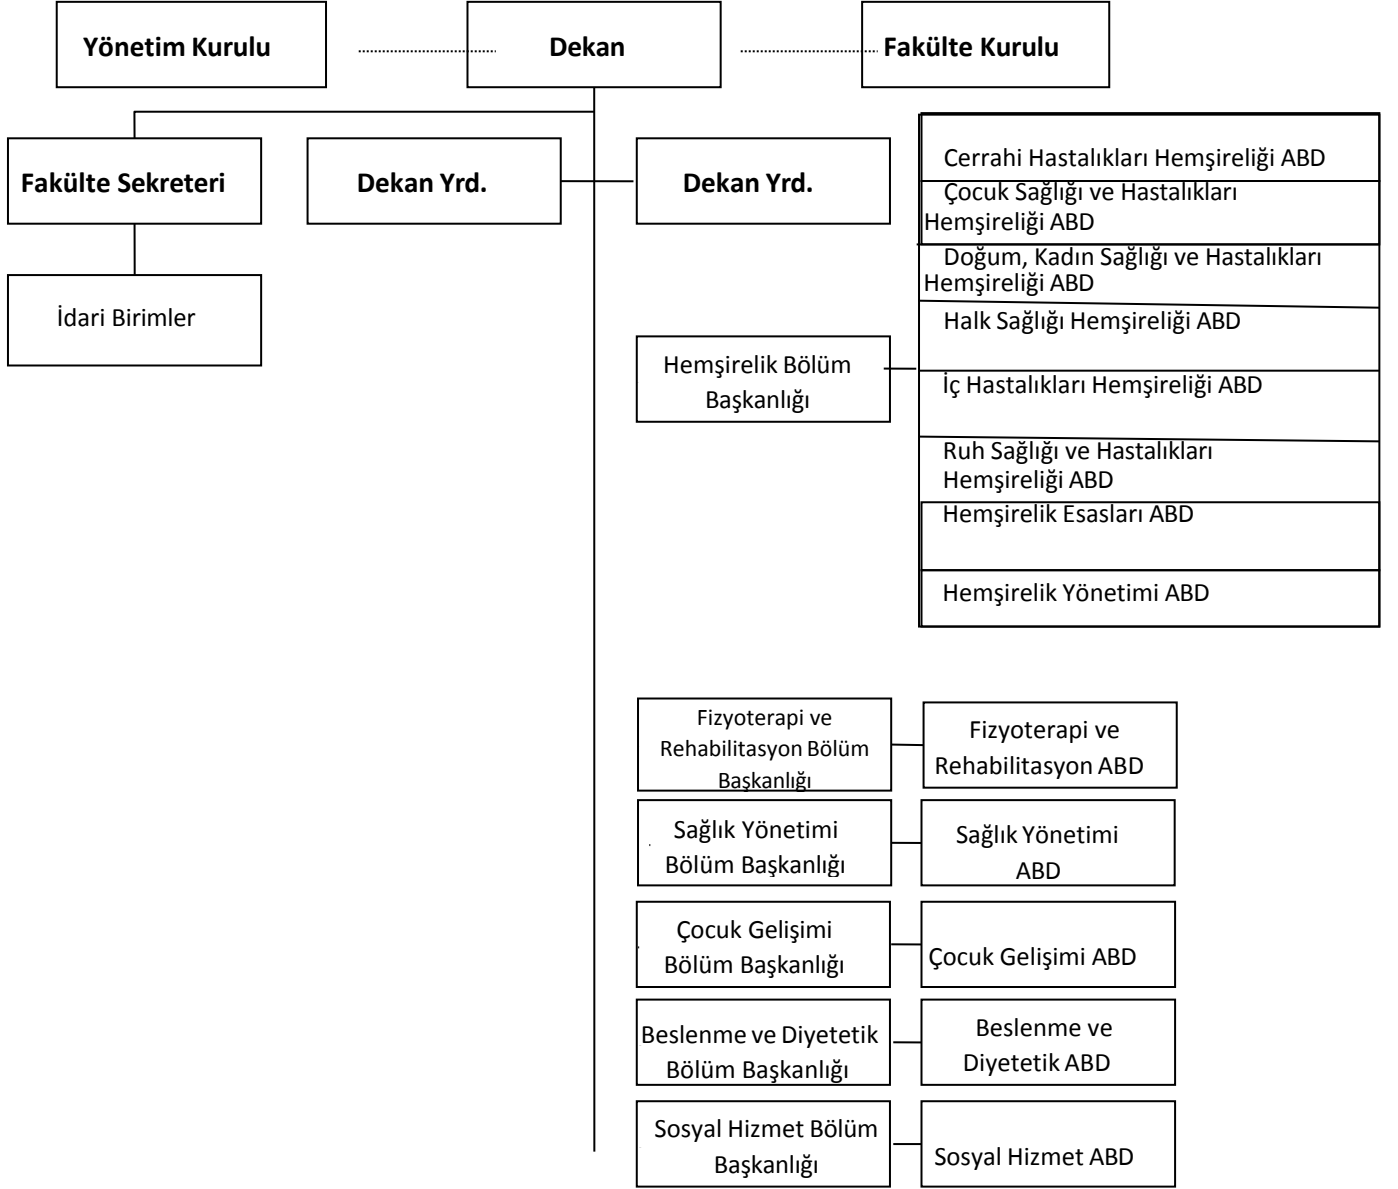 Yönetim Kurulu
Dekan
Fakülte Kurulu
Fakülte Sekreteri
Dekan Yrd.
Dekan Yrd.
İdari Birimler
Hemşirelik Bölüm
Başkanlığı
Cerrahi Hastalıkları Hemşireliği ABD
Çocuk Sağlığı ve Hastalıkları
Hemşireliği ABD
Doğum, Kadın Sağlığı ve Hastalıkları
Hemşireliği ABD
Halk Sağlığı Hemşireliği ABD
İç Hastalıkları Hemşireliği ABD
Ruh Sağlığı ve Hastalıkları
Hemşireliği ABD
Hemşirelik Esasları ABD
Hemşirelik Yönetimi ABD
Fizyoterapi ve
Rehabilitasyon Bölüm
Başkanlığı
Fizyoterapi ve
Rehabilitasyon ABD
Sağlık Yönetimi
Bölüm Başkanlığı
Sağlık Yönetimi
ABD
Çocuk Gelişimi
Bölüm Başkanlığı
Çocuk Gelişimi ABD
Beslenme ve Diyetetik
Bölüm Başkanlığı
Beslenme ve
Diyetetik ABD
Sosyal Hizmet Bölüm
Başkanlığı
Sosyal Hizmet ABD